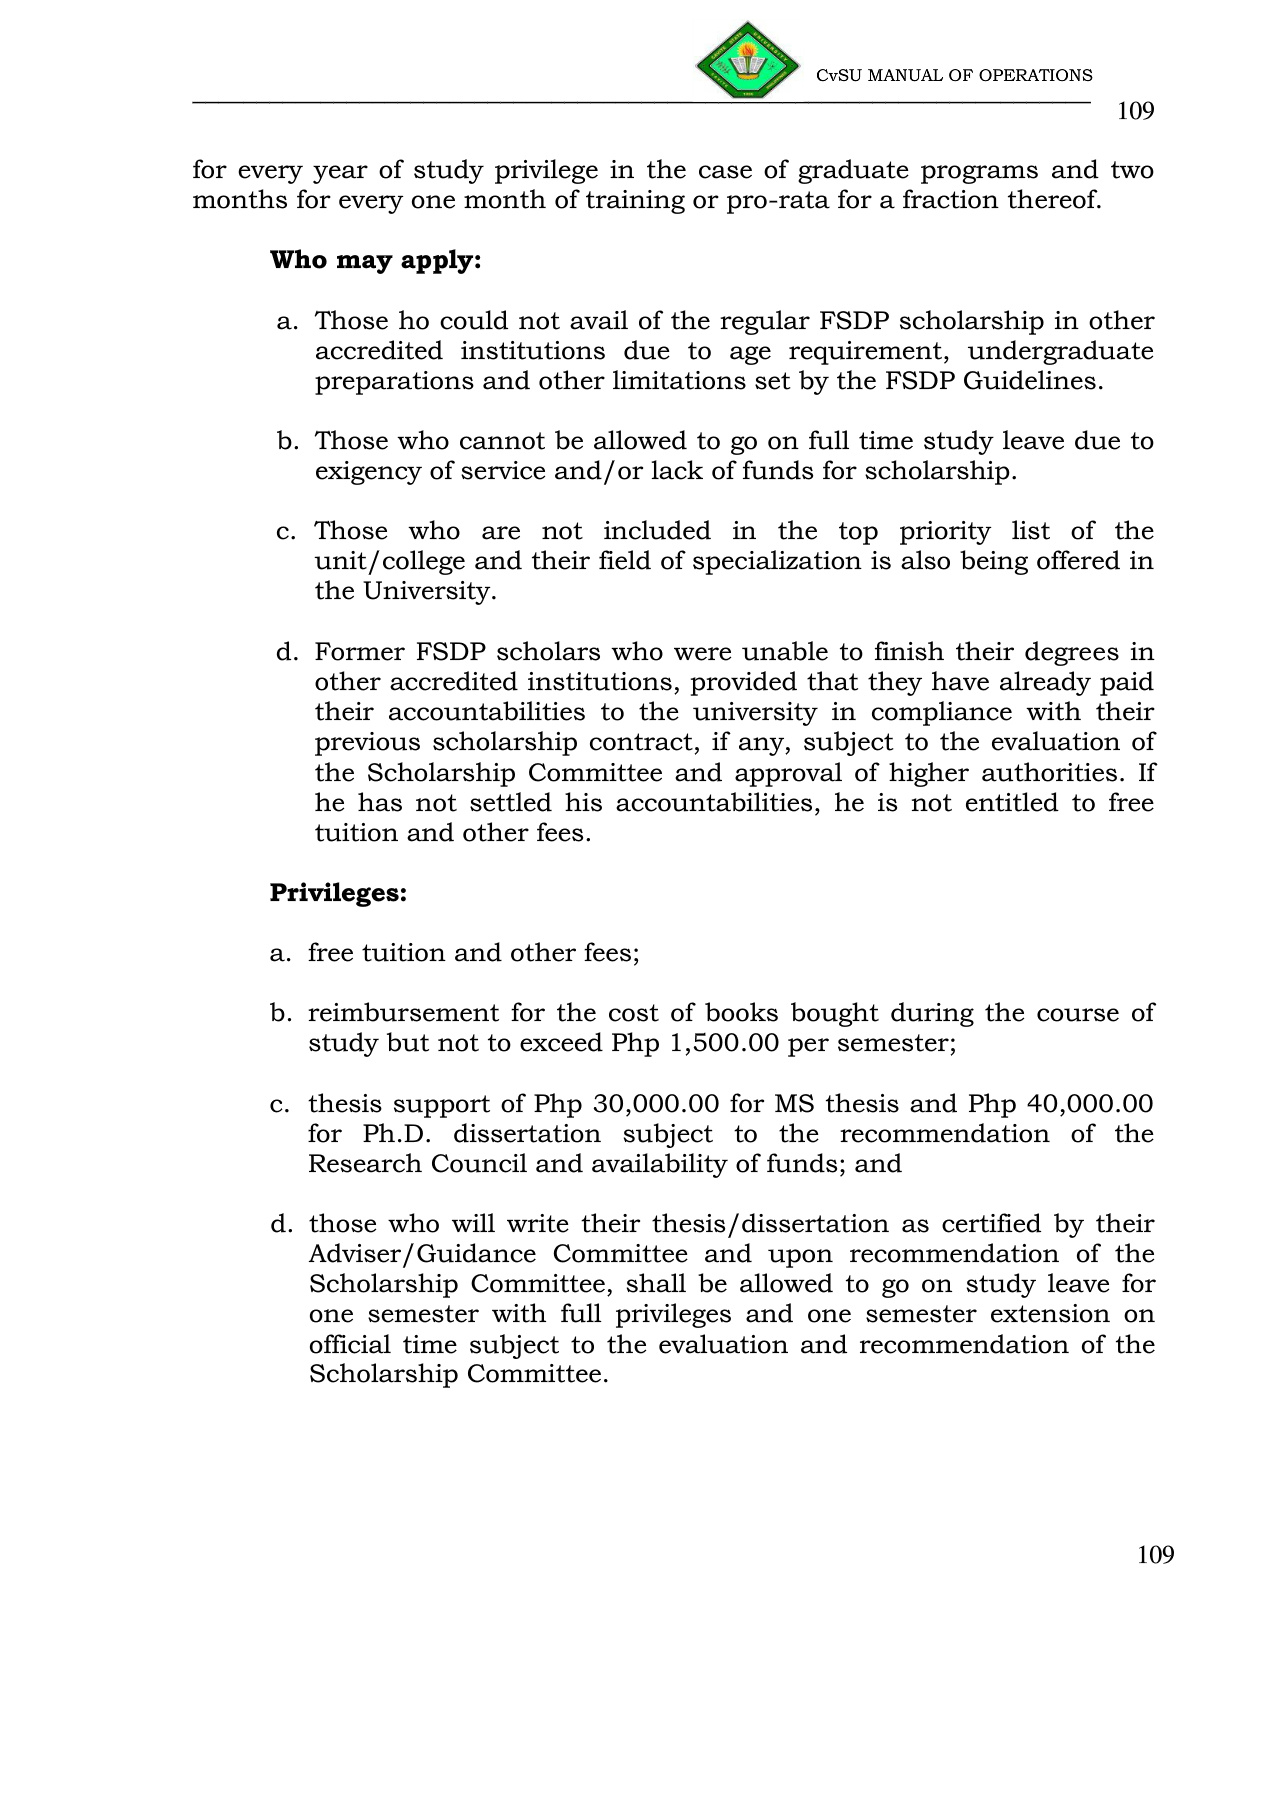 CvSU MANUAL OF OPERATIONS
109
for every year of study privilege in the case of graduate programs and two
months for every one month of training or pro-rata for a fraction thereof.
Who may apply:
a. Those ho could not avail of the regular FSDP scholarship in other
accredited institutions due to age requirement, undergraduate
preparations and other limitations set by the FSDP Guidelines.
b. Those who cannot be allowed to go on full time study leave due to
exigency of service and/or lack of funds for scholarship.
c. Those who are not included in the top priority list of the
unit/college and their field of specialization is also being offered in
the University.
d. Former FSDP scholars who were unable to finish their degrees in
other accredited institutions, provided that they have already paid
their accountabilities to the university in compliance with their
previous scholarship contract, if any, subject to the evaluation of
the Scholarship Committee and approval of higher authorities. If
he has not settled his accountabilities, he is not entitled to free
tuition and other fees.
Privileges:
a. free tuition and other fees;
b. reimbursement for the cost of books bought during the course of
study but not to exceed Php 1,500.00 per semester;
c. thesis support of Php 30,000.00 for MS thesis and Php 40,000.00
for Ph.D. dissertation subject to the recommendation of the
Research Council and availability of funds; and
d. those who will write their thesis/dissertation as certified by their
Adviser/Guidance Committee and upon recommendation of the
Scholarship Committee, shall be allowed to go on study leave for
one semester with full privileges and one semester extension on
official time subject to the evaluation and recommendation of the
Scholarship Committee.
109